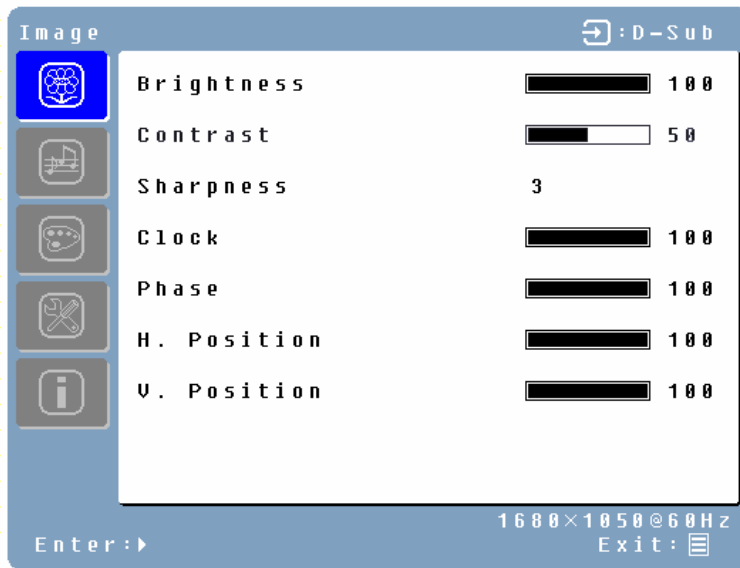 Image :D-Sub
Brightness 100
Contrast 50
Sharpness 3
Clock 100
Phase 100
H. Position 100
V. Position 100
1680×1050@60Hz
Enter: Exit: